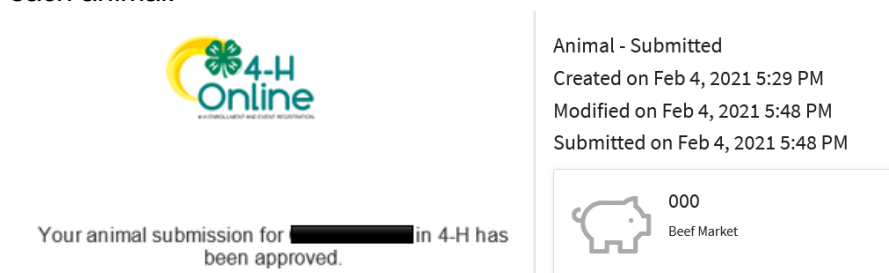 4-H
Online
4-H ENROLLMENT AND EVENT REGISTRATION
Your animal submission for in 4-H has
been approved.
Animal - Submitted
Created on Feb 4, 2021 5:29 PM
Modified on Feb 4, 2021 5:48 PM
Submitted on Feb 4, 2021 5:48 PM
000
Beef Market